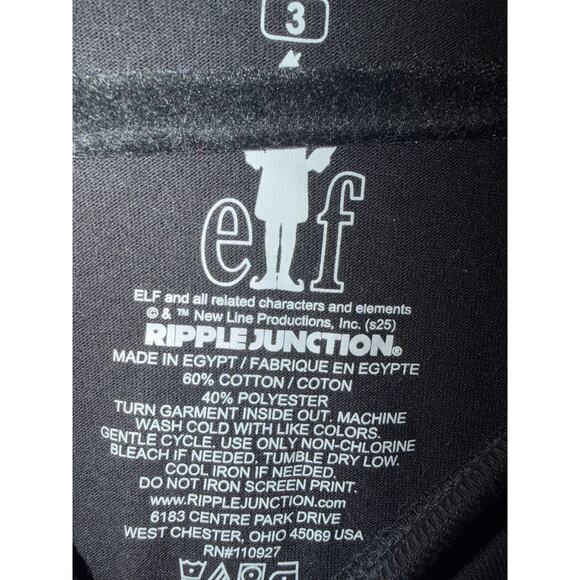 3
elf
ELF and all related characters and elements
© & ™ New Line Productions, Inc. (s25)
RIPPLE JUNCTION®
MADE IN EGYPT / FABRIQUE EN EGYPTE
60% COTTON / COTON
40% POLYESTER
TURN GARMENT INSIDE OUT. MACHINE
WASH COLD WITH LIKE COLORS.
GENTLE CYCLE. USE ONLY NON-CHLORINE
BLEACH IF NEEDED. TUMBLE DRY LOW.
COOL IRON IF NEEDED.
DO NOT IRON SCREEN PRINT.
www.RIPPLEJUNCTION.com
6183 CENTRE PARK DRIVE
WEST CHESTER, OHIO 45069 USA
RN#110927